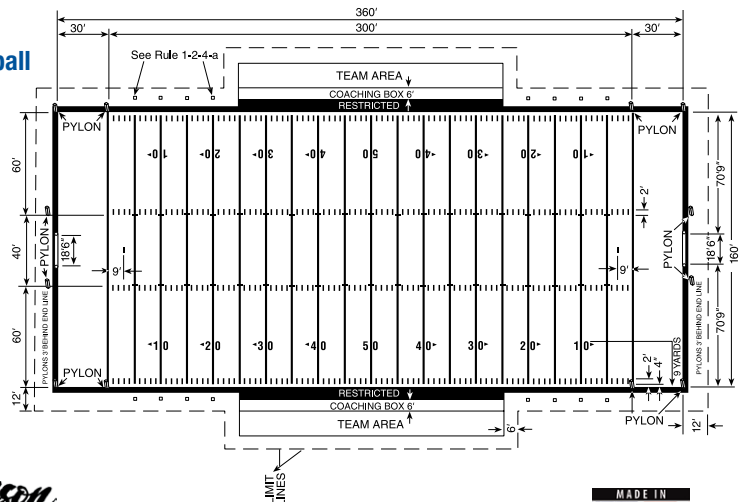 ball
360'
30'
300'
30'
See Rule 1-2-4-a
TEAM AREA
COACHING BOX 6'
RESTRICTED
PYLON
PYLON
◂10 ◂20 ◂30 ◂40 50 40▸ 30▸ 20▸ 10▸
60'
40'
60'
12'
PYLON
18'6"
9'
9'
2'
PYLON
70'9"
18'6"
70'9"
160'
PYLONS 3' BEHIND END LINE
PYLONS 3' BEHIND END LINE
◂10 ◂20 ◂30 ◂40 50 40▸ 30▸ 20▸ 10▸
9 YARDS
2'
4"
PYLON
PYLON
RESTRICTED
COACHING BOX 6'
TEAM AREA
6'
12'
LIMIT
LINES
MADE IN